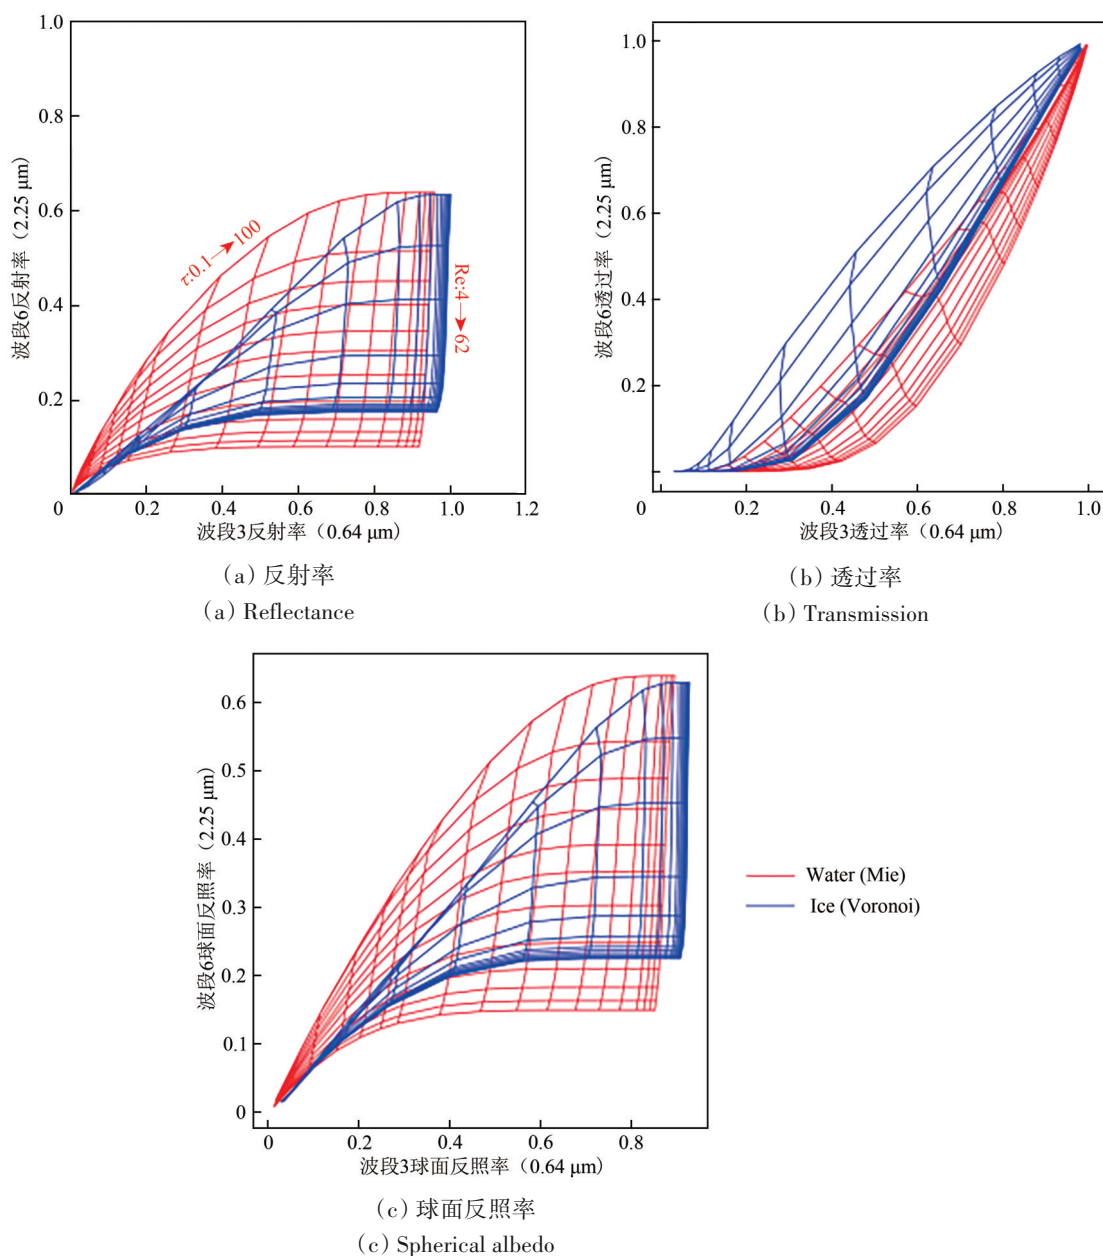 1.0
0.8
0.6
0.4
0.2
0
波段6反射率（2.25 μm）
τ:0.1→100
Re:4→62
0.2 0.4 0.6 0.8 1.0 1.2
波段3反射率（0.64 μm）
(a) 反射率
(a) Reflectance
1.0
0.8
0.6
0.4
0.2
波段6透过率（2.25 μm）
0 0.2 0.4 0.6 0.8 1.0
波段3透过率（0.64 μm）
(b) 透过率
(b) Transmission
0.6
0.5
0.4
0.3
0.2
0.1
0
波段6球面反照率（2.25 μm）
0 0.2 0.4 0.6 0.8
波段3球面反照率（0.64 μm）
Water (Mie)
Ice (Voronoi)
(c) 球面反照率
(c) Spherical albedo